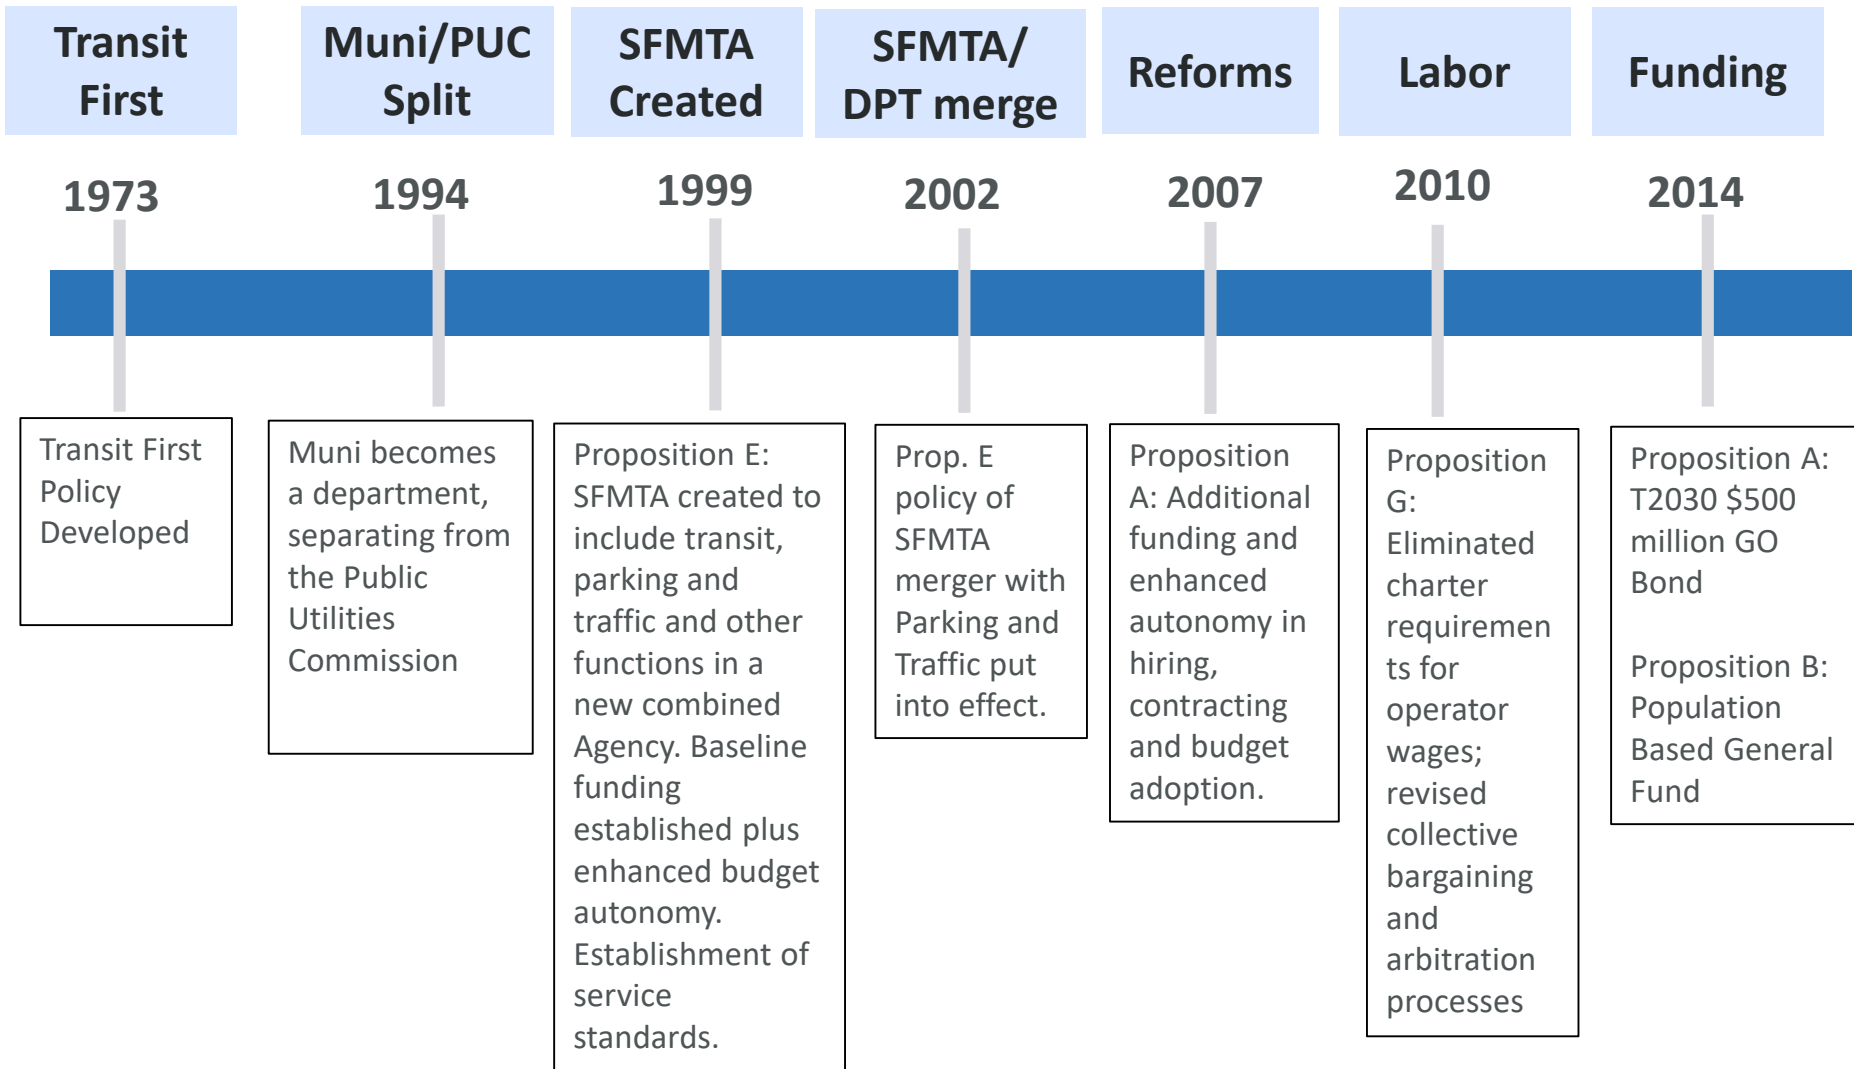 Transit
First
Muni/PUC
Split
SFMTA
Created
SFMTA/
DPT merge
Reforms
Labor
Funding
1973
1994
1999
2002
2007
2010
2014
Transit First
Policy
Developed
Muni becomes
a department,
separating from
the Public
Utilities
Commission
Proposition E:
SFMTA created to
include transit,
parking and
traffic and other
functions in a
new combined
Agency. Baseline
funding
established plus
enhanced budget
autonomy.
Establishment of
service
standards.
Prop. E
policy of
SFMTA
merger with
Parking and
Traffic put
into effect.
Proposition
A: Additional
funding and
enhanced
autonomy in
hiring,
contracting
and budget
adoption.
Proposition
G:
Eliminated
charter
requiremen
ts for
operator
wages;
revised
collective
bargaining
and
arbitration
processes
Proposition A:
T2030 $500
million GO
Bond
Proposition B:
Population
Based General
Fund